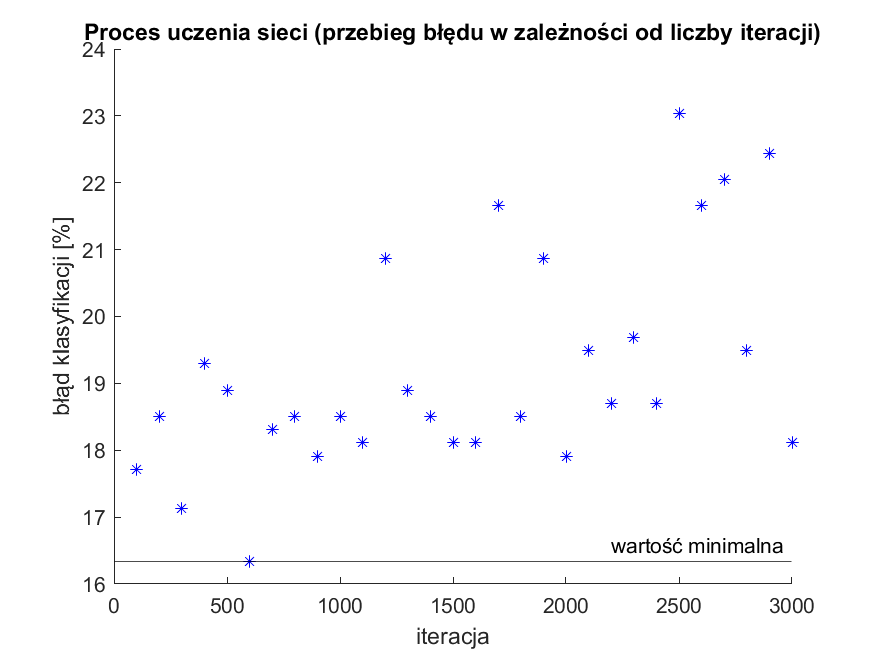 Proces uczenia sieci (przebieg błędu w zależności od liczby iteracji)
24
23
22
21
20
19
18
17
16
błąd klasyfikacji [%]
wartość minimalna
0 500 1000 1500 2000 2500 3000
iteracja